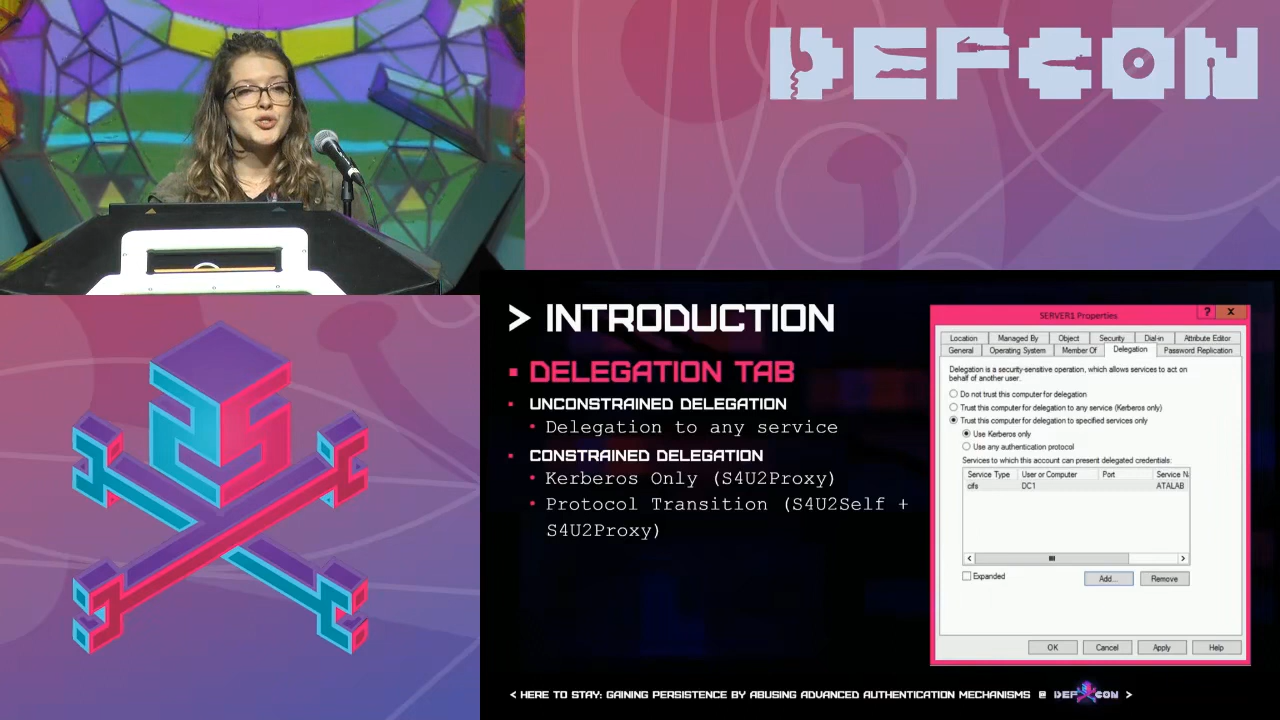 DEFCON
> INTRODUCTION
▪ DELEGATION TAB
▪ UNCONSTRAINED DELEGATION
▪ Delegation to any service
▪ CONSTRAINED DELEGATION
▪ Kerberos Only (S4U2Proxy)
▪ Protocol Transition (S4U2Self +
S4U2Proxy)
SERVER1 Properties ? X
Location Managed By Object Security Dial-in Attribute Editor
General Operating System Member Of Delegation Password Replication
Delegation is a security-sensitive operation, which allows services to act on
behalf of another user.
Do not trust this computer for delegation
Trust this computer for delegation to any service (Kerberos only)
Trust this computer for delegation to specified services only
Use Kerberos only
Use any authentication protocol
Services to which this account can present delegated credentials:
Service Type User or Computer Port Service N
cifs DC1 ATALAB
Expanded Add... Remove
OK Cancel Apply Help
< HERE TO STAY: GAINING PERSISTENCE BY ABUSING ADVANCED AUTHENTICATION MECHANISMS @ DEFCON >